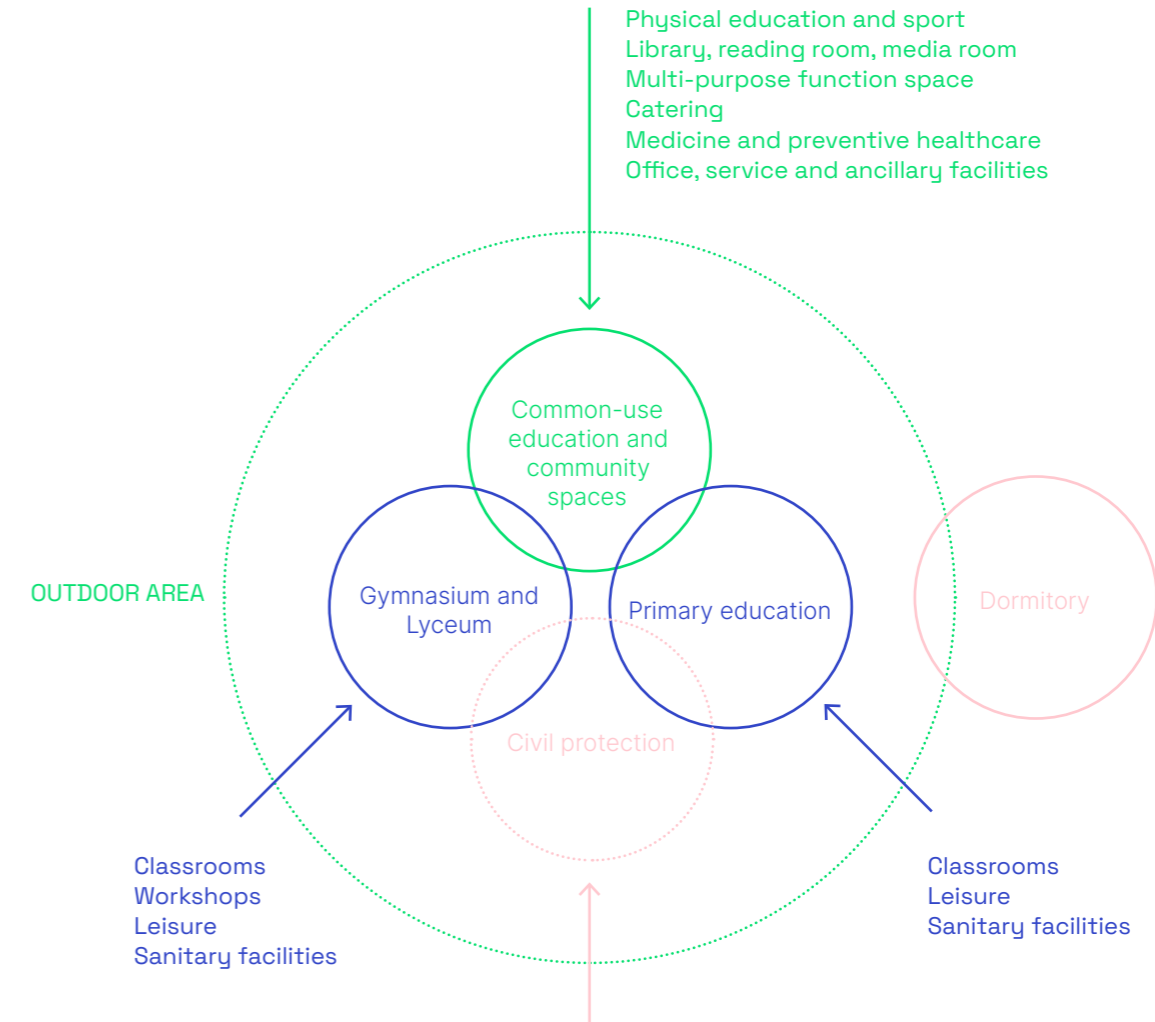 Physical education and sport
Library, reading room, media room
Multi-purpose function space
Catering
Medicine and preventive healthcare
Office, service and ancillary facilities
Common-use
education and
community
spaces
OUTDOOR AREA
Gymnasium and
Lyceum
Primary education
Dormitory
Civil protection
Classrooms
Workshops
Leisure
Sanitary facilities
Classrooms
Leisure
Sanitary facilities